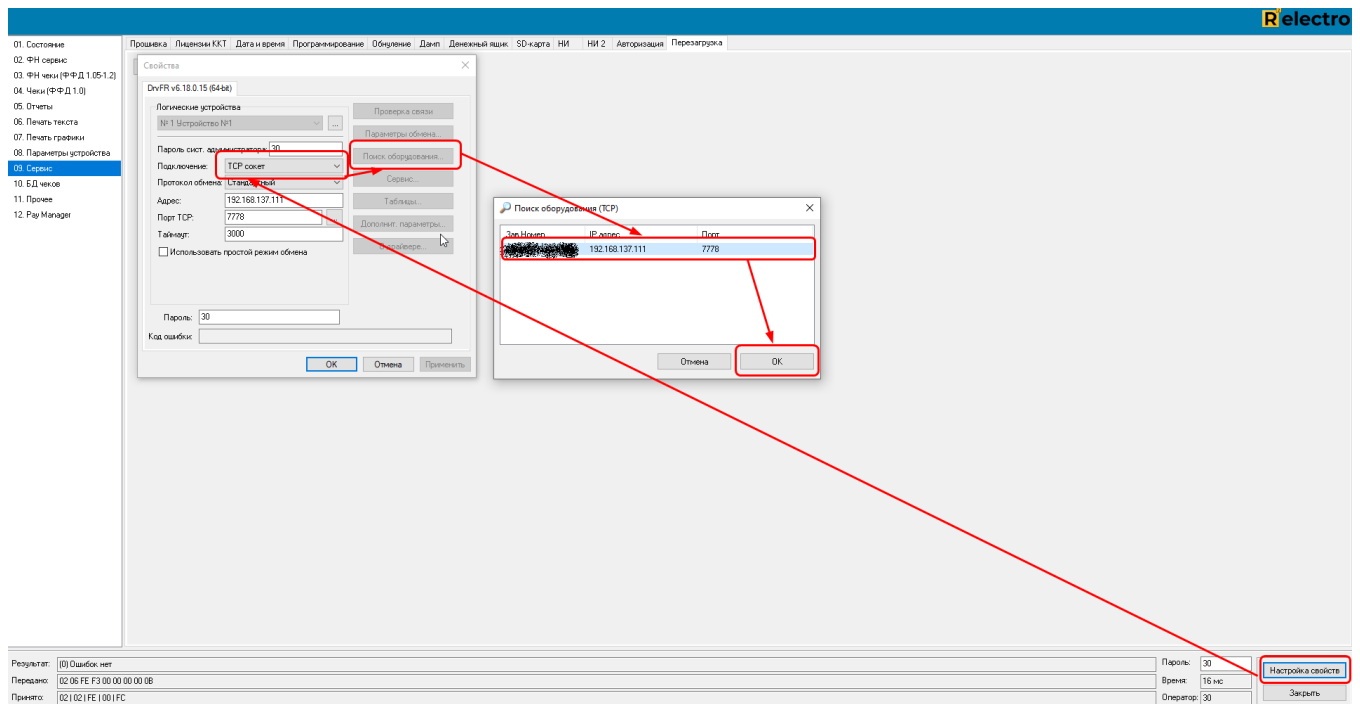 R electro
01. Состояние
02. ФН сервис
03. ФН чеки (ФФД 1.05-1.2)
04. Чеки (ФФД 1.0)
05. Отчеты
06. Печать текста
07. Печать графики
08. Параметры устройства
09. Сервис
10. БД чеков
11. Прочее
12. Pay Manager
Прошивка Лицензии ККТ Дата и время Программирование Обнуление Дамп Денежный ящик SD-карта НИ НИ 2 Авторизация Перезагрузка
Свойства
DrvFR v6.18.0.15 (64-bit)
Логические устройства
№ 1 Устройство №1
...
Проверка связи
Параметры обмена...
Пароль сист. администратора: 30
Поиск оборудования...
Подключение: TCP сокет
Протокол обмена: Стандартный
Сервис...
Адрес: 192.168.137.111
Таблицы...
Порт TCP: 7778
Дополнит. параметры...
Таймаут: 3000
Использовать простой режим обмена
Пароль: 30
Код ошибки:
ОК Отмена Применить
Поиск оборудования (TCP)
Зав.Номер IP адрес Порт
192.168.137.111 7778
Отмена ОК
Результат: (0) Ошибок нет
Передано: 02 06 FE F3 00 00 00 00 0B
Принято: 02 | 02 | FE | 00 | FC
Пароль: 30
Время: 16 мс
Оператор: 30
Настройка свойств
Закрыть